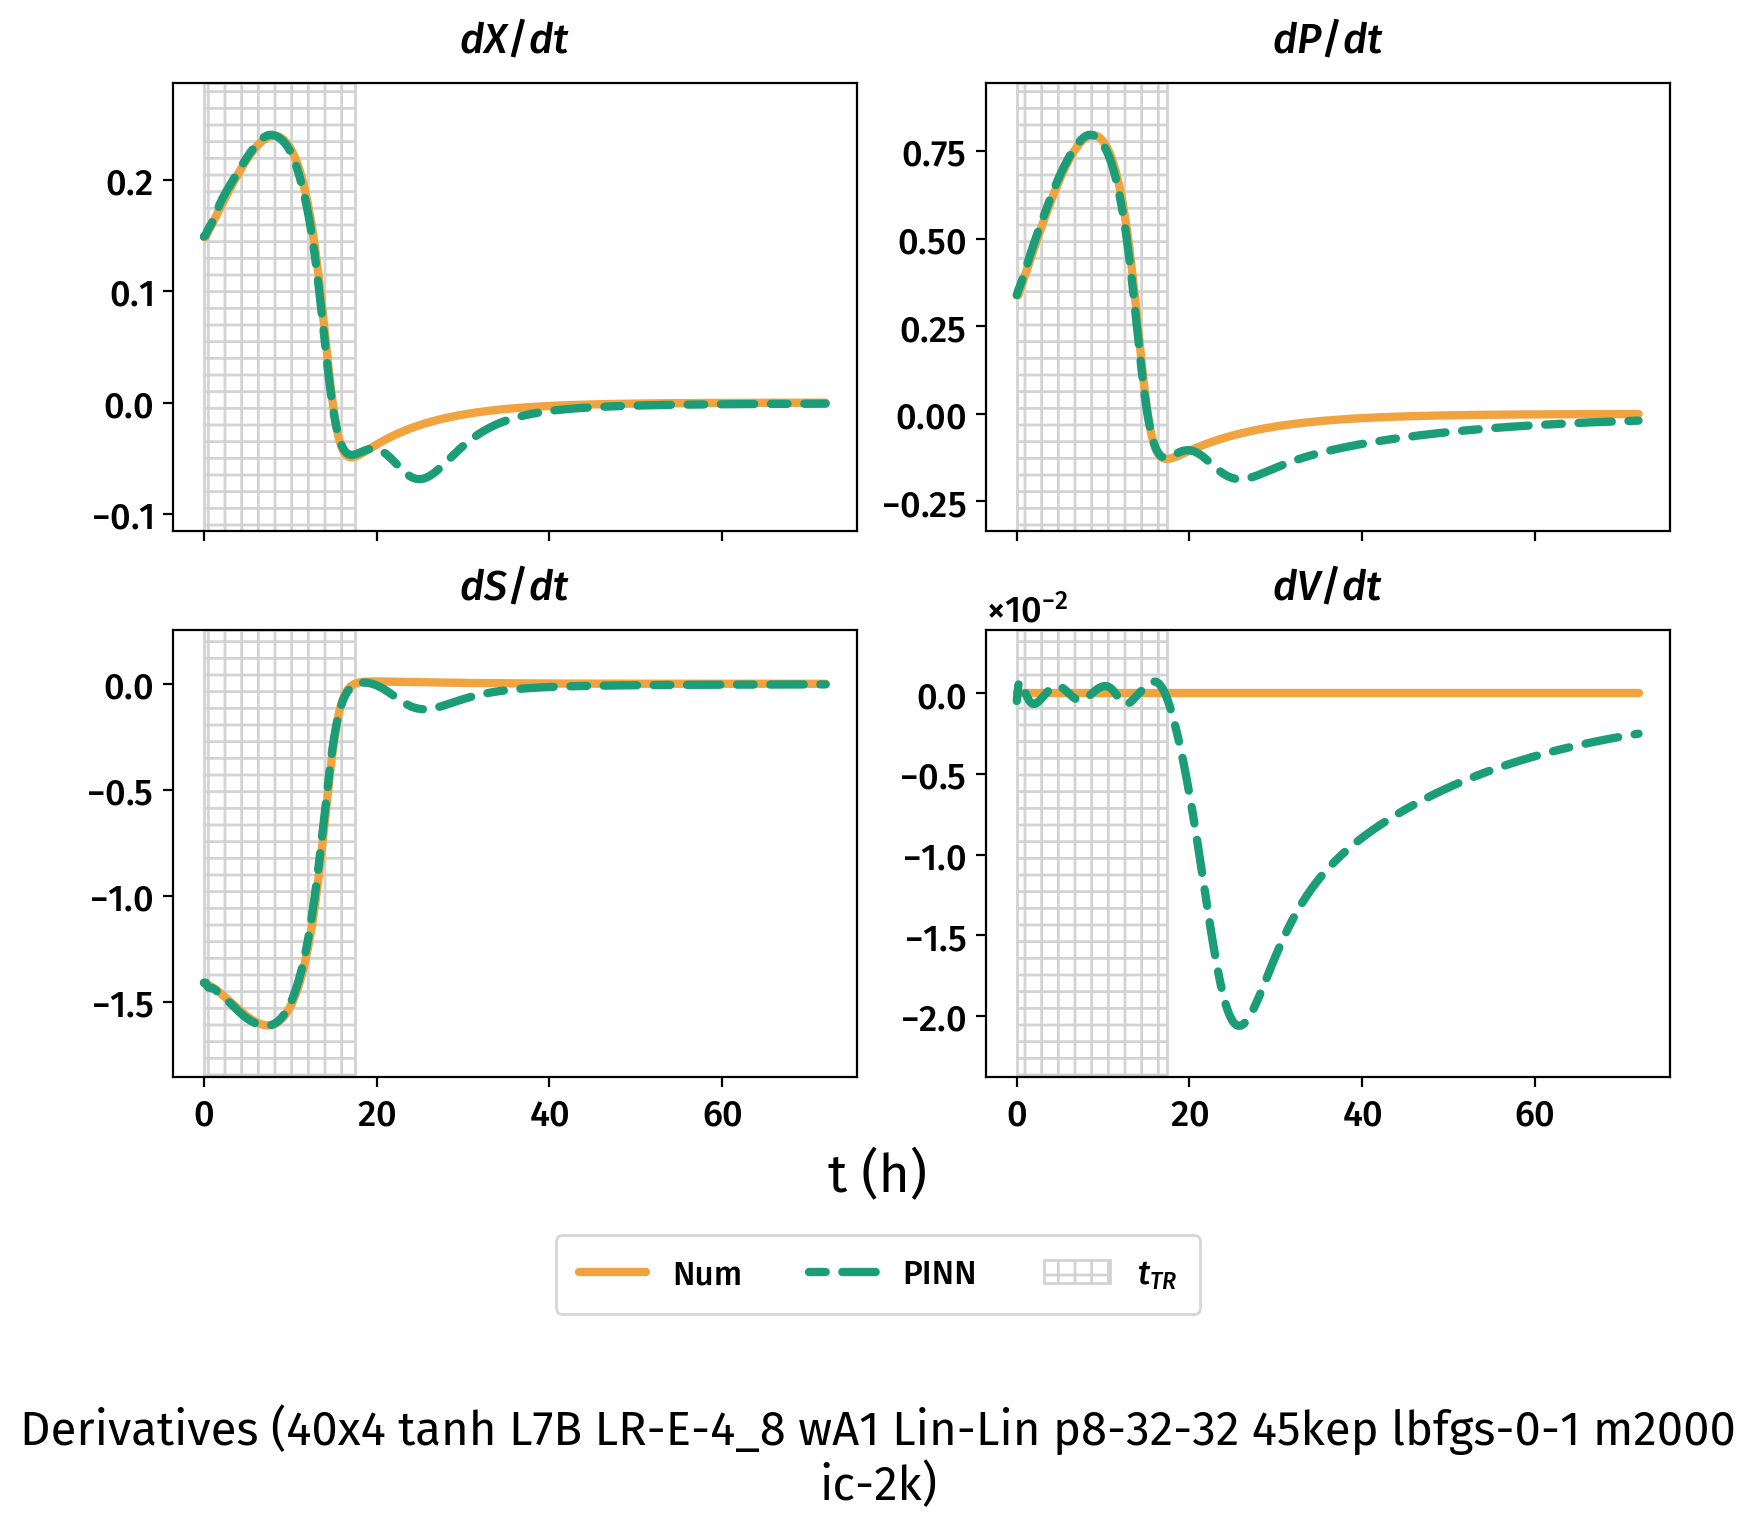 dX/dt
dP/dt
0.2
0.1
0.0
−0.1
0.75
0.50
0.25
0.00
−0.25
dS/dt
dV/dt
×10⁻²
0.0
−0.5
−1.0
−1.5
0.0
−0.5
−1.0
−1.5
−2.0
0 20 40 60
0 20 40 60
t (h)
Num PINN t_TR
Derivatives (40x4 tanh L7B LR-E-4_8 wA1 Lin-Lin p8-32-32 45kep lbfgs-0-1 m2000
ic-2k)